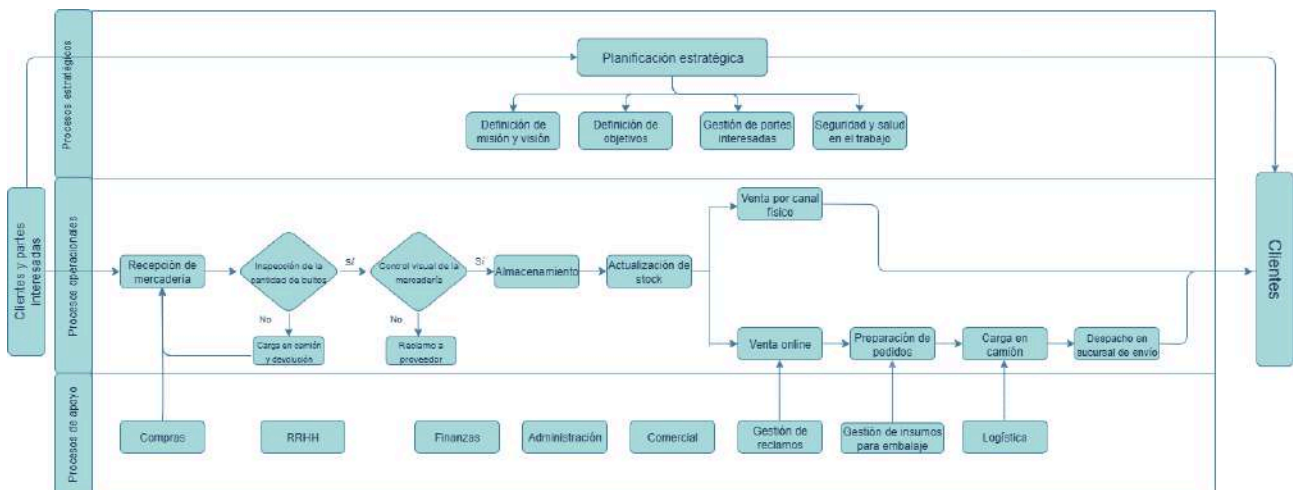 Procesos estratégicos
Planificación estratégica
Definición de
misión y visión
Definición de
objetivos
Gestión de partes
interesadas
Seguridad y salud
en el trabajo
Clientes y partes
interesadas
Procesos operacionales
Recepción de
mercadería
Inspección de la
cantidad de bultos
sí
No
Carga en camión
y devolución
Control visual de la
mercadería
Sí
No
Reclamo a
proveedor
Almacenamiento
Actualización de
stock
Venta por canal
físico
Venta online
Preparación de
pedidos
Carga en
camión
Despacho en
sucursal de envío
Clientes
Procesos de apoyo
Compras
RRHH
Finanzas
Administración
Comercial
Gestión de
reclamos
Gestión de insumos
para embalaje
Logística